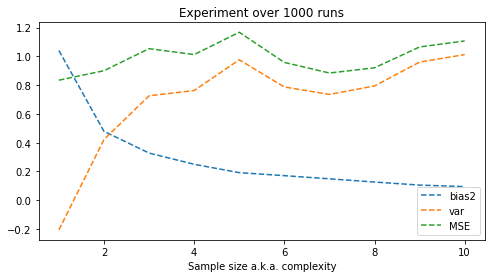 Experiment over 1000 runs
1.2
1.0
0.8
0.6
0.4
0.2
0.0
−0.2
2
4
6
8
10
bias2
var
MSE
Sample size a.k.a. complexity